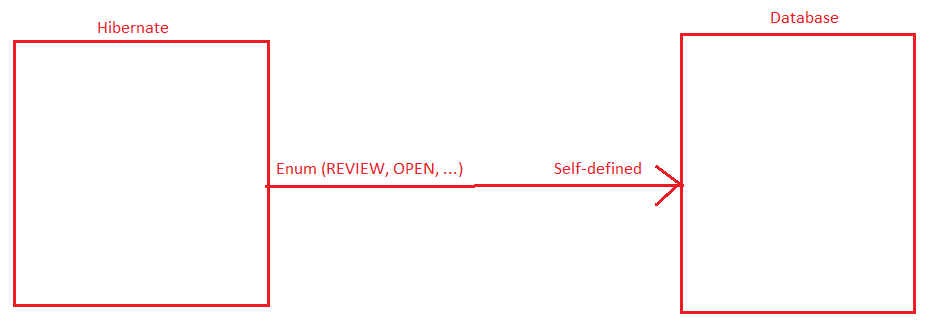 Hibernate
Database
Enum (REVIEW, OPEN, ...)
Self-defined